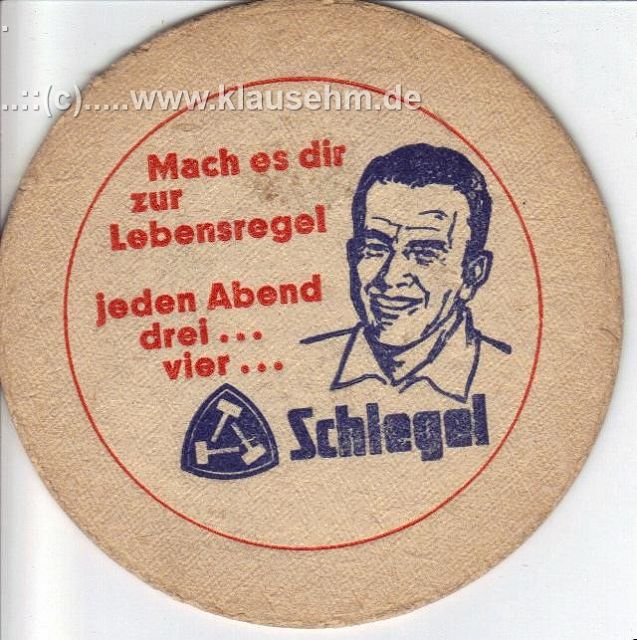 ..::(c).....www.klausehm.de
Mach es dir
zur
Lebensregel
jeden Abend
drei...
vier...
Schlegel